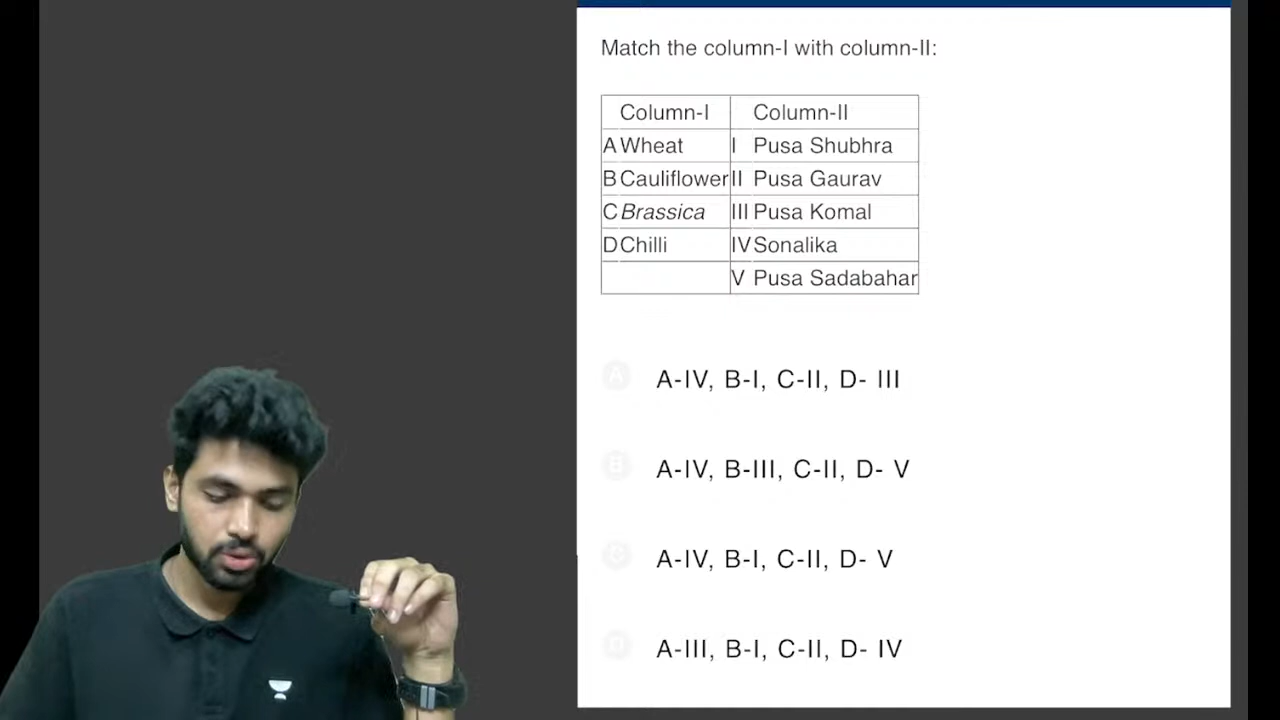 Match the column-I with column-II:
Column-I Column-II
A Wheat I Pusa Shubhra
B Cauliflower II Pusa Gaurav
C Brassica III Pusa Komal
D Chilli IV Sonalika
V Pusa Sadabahar
A A-IV, B-I, C-II, D- III
B A-IV, B-III, C-II, D- V
C A-IV, B-I, C-II, D- V
D A-III, B-I, C-II, D- IV